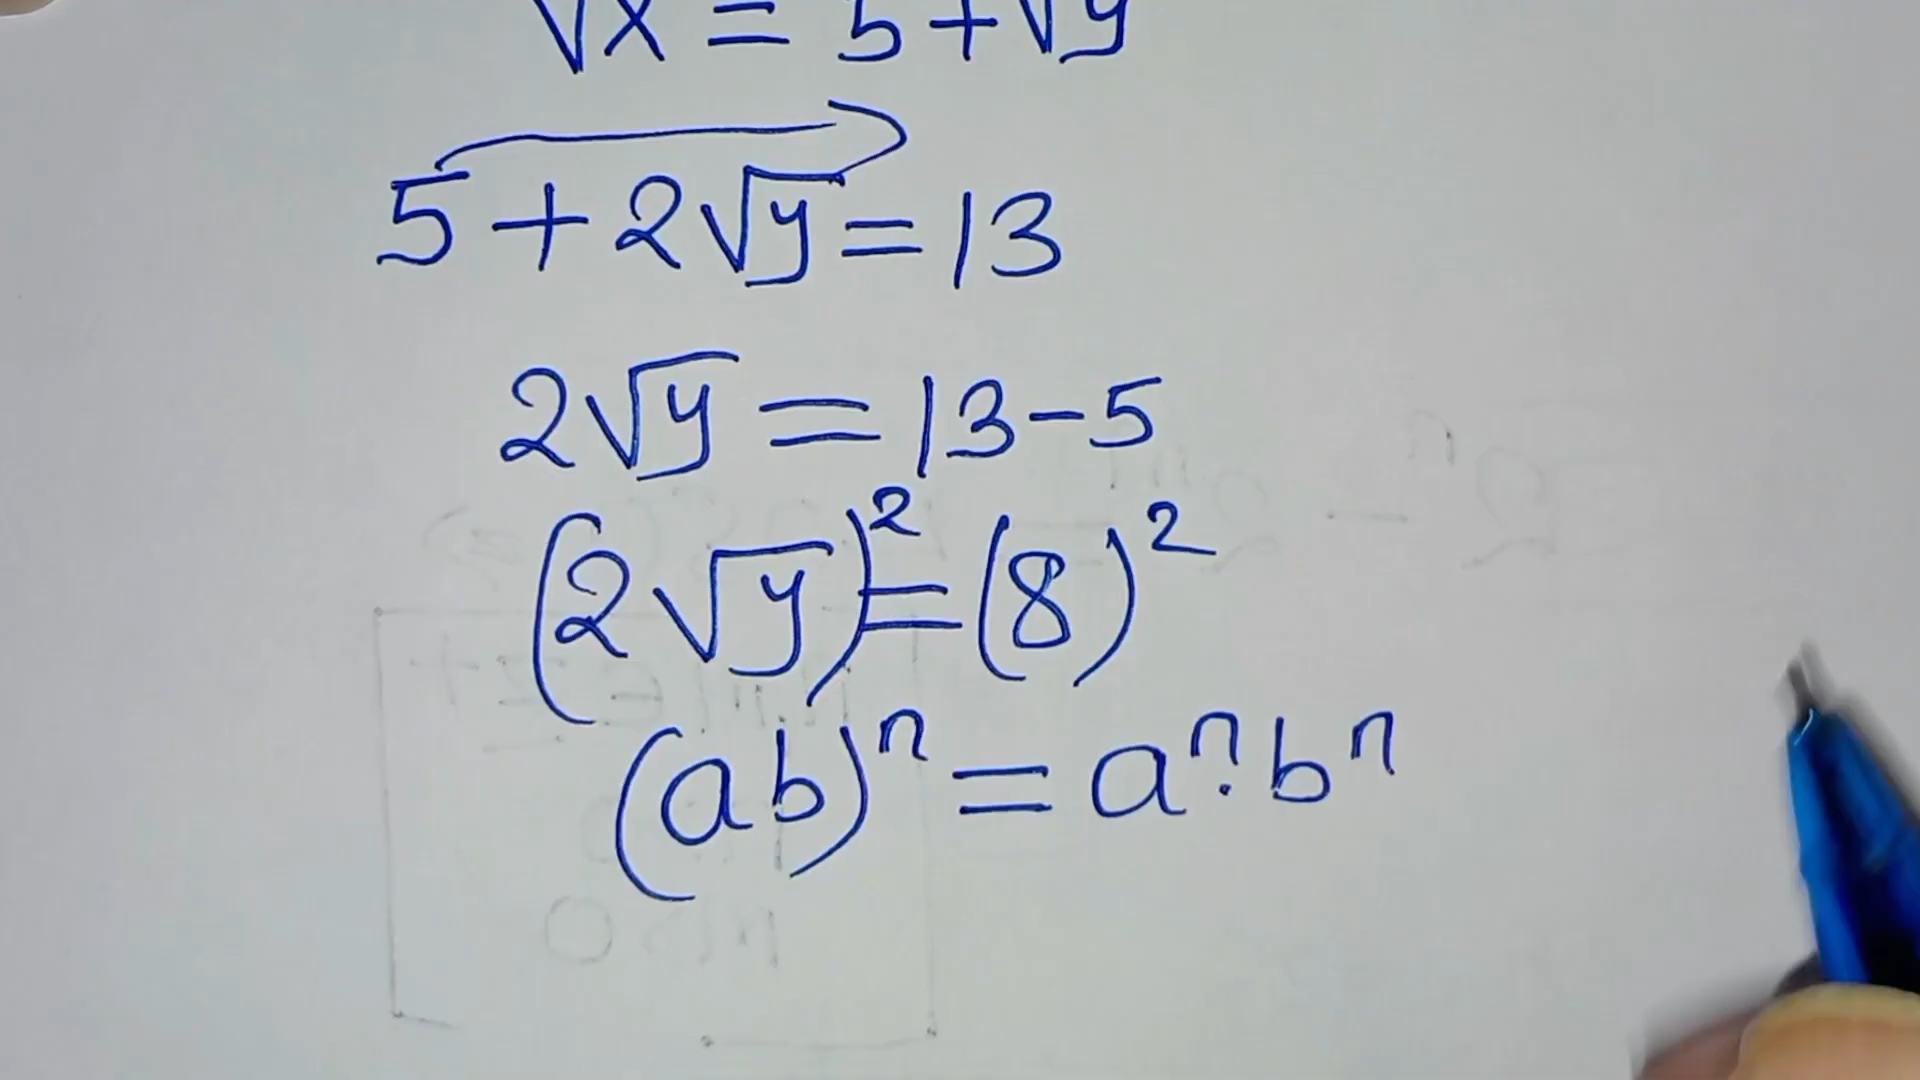 √x = 5+√y
5+2√y=13
2√y = 13-5
(2√y)²=(8)²
(ab)ⁿ = aⁿ.bⁿ